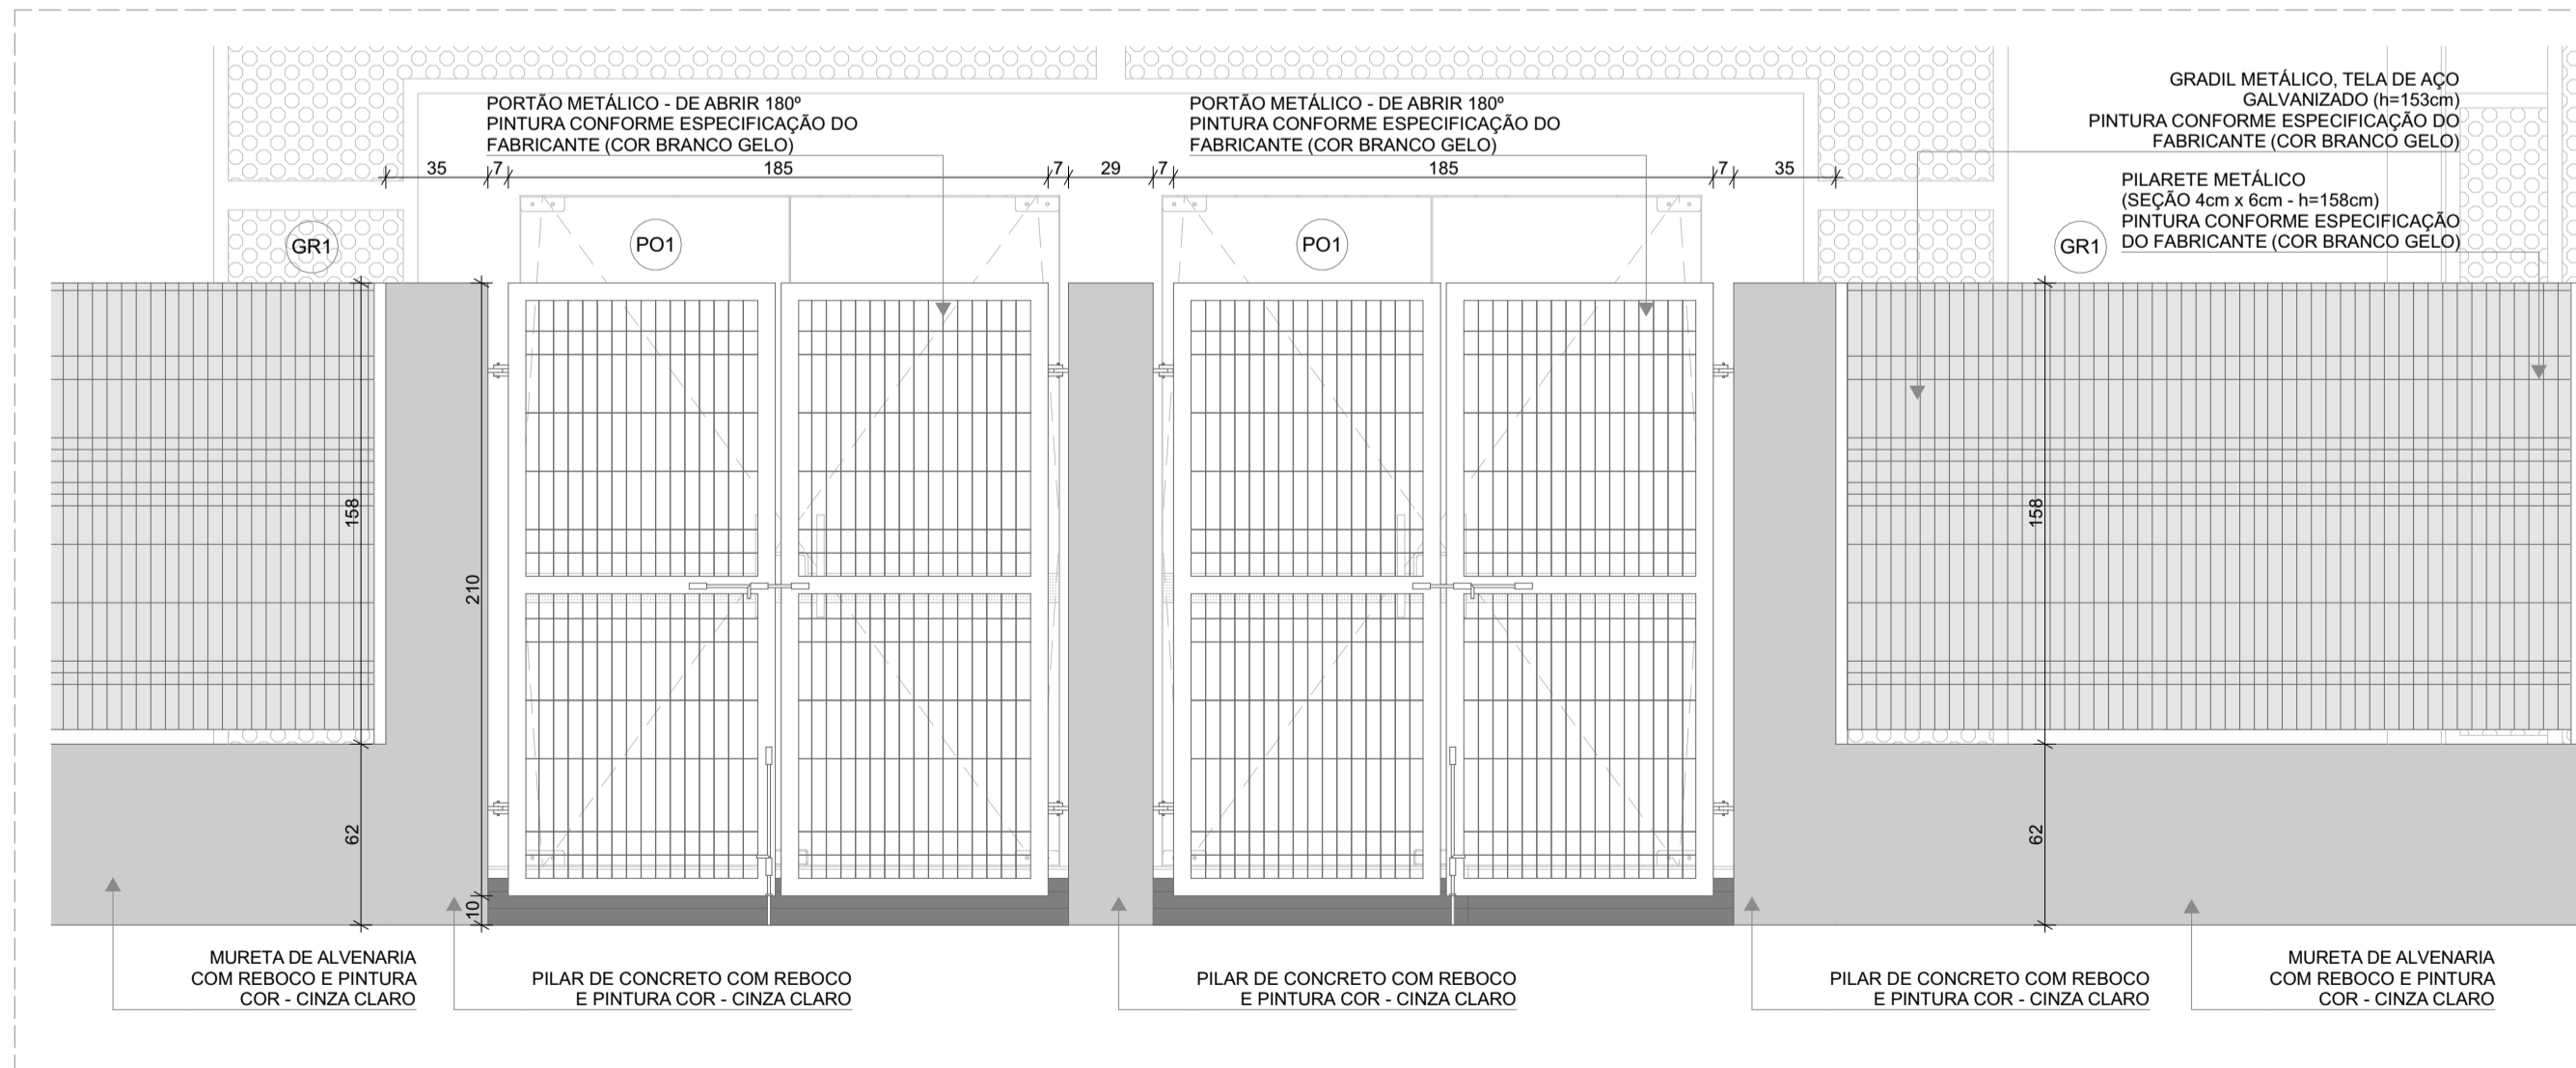 PORTÃO METÁLICO - DE ABRIR 180º
PINTURA CONFORME ESPECIFICAÇÃO DO
FABRICANTE (COR BRANCO GELO)
PORTÃO METÁLICO - DE ABRIR 180º
PINTURA CONFORME ESPECIFICAÇÃO DO
FABRICANTE (COR BRANCO GELO)
GRADIL METÁLICO, TELA DE AÇO
GALVANIZADO (h=153cm)
PINTURA CONFORME ESPECIFICAÇÃO DO
FABRICANTE (COR BRANCO GELO)
PILARETE METÁLICO
(SEÇÃO 4cm x 6cm - h=158cm)
PINTURA CONFORME ESPECIFICAÇÃO
DO FABRICANTE (COR BRANCO GELO)
35 7 185 7 29 7 185 7 35
GR1
PO1
PO1
GR1
158
210
158
62
10
62
MURETA DE ALVENARIA
COM REBOCO E PINTURA
COR - CINZA CLARO
PILAR DE CONCRETO COM REBOCO
E PINTURA COR - CINZA CLARO
PILAR DE CONCRETO COM REBOCO
E PINTURA COR - CINZA CLARO
PILAR DE CONCRETO COM REBOCO
E PINTURA COR - CINZA CLARO
MURETA DE ALVENARIA
COM REBOCO E PINTURA
COR - CINZA CLARO